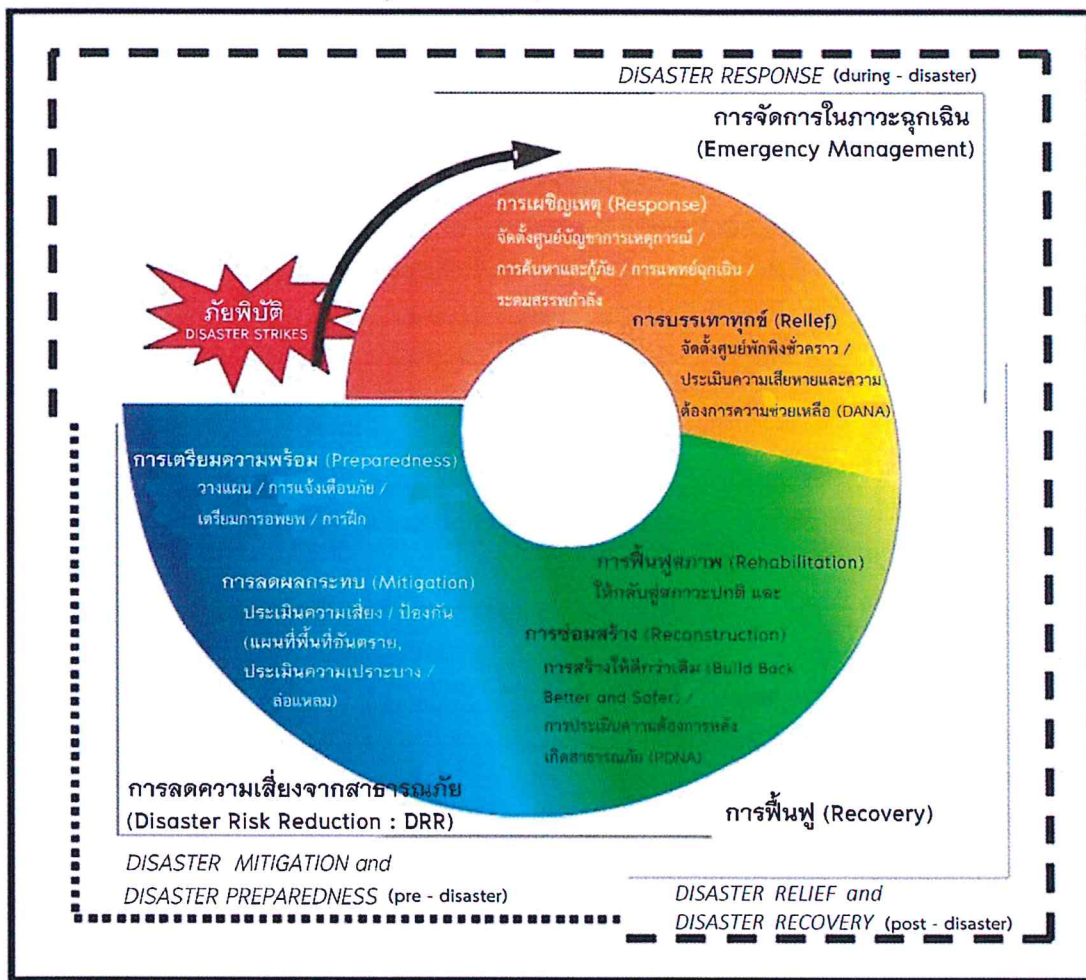 DISASTER RESPONSE (during - disaster)
การจัดการในภาวะฉุกเฉิน
(Emergency Management)
การเผชิญเหตุ (Response)
จัดตั้งศูนย์บัญชาการเหตุการณ์ /
การค้นหาและกู้ภัย / การแพทย์ฉุกเฉิน /
ระดมสรรพกำลัง
ภัยพิบัติ
DISASTER STRIKES
การบรรเทาทุกข์ (Relief)
จัดตั้งศูนย์พักพิงชั่วคราว /
ประเมินความเสียหายและความ
ต้องการความช่วยเหลือ (DANA)
การเตรียมความพร้อม (Preparedness)
วางแผน / การแจ้งเตือนภัย /
เตรียมการอพยพ / การฝึก
การลดผลกระทบ (Mitigation)
ประเมินความเสี่ยง / ป้องกัน
(แผนที่พื้นที่อันตราย,
ประเมินความเปราะบาง /
ล่อแหลม)
การฟื้นฟูสภาพ (Rehabilitation)
ให้กลับสู่สภาวะปกติ และ
การซ่อมสร้าง (Reconstruction)
การสร้างให้ดีกว่าเดิม (Build Back
Better and Safer) /
การประเมินความต้องการหลัง
เกิดสาธารณภัย (PDNA)
การลดความเสี่ยงจากสาธารณภัย
(Disaster Risk Reduction : DRR)
การฟื้นฟู (Recovery)
DISASTER MITIGATION and
DISASTER PREPAREDNESS (pre - disaster)
DISASTER RELIEF and
DISASTER RECOVERY (post - disaster)